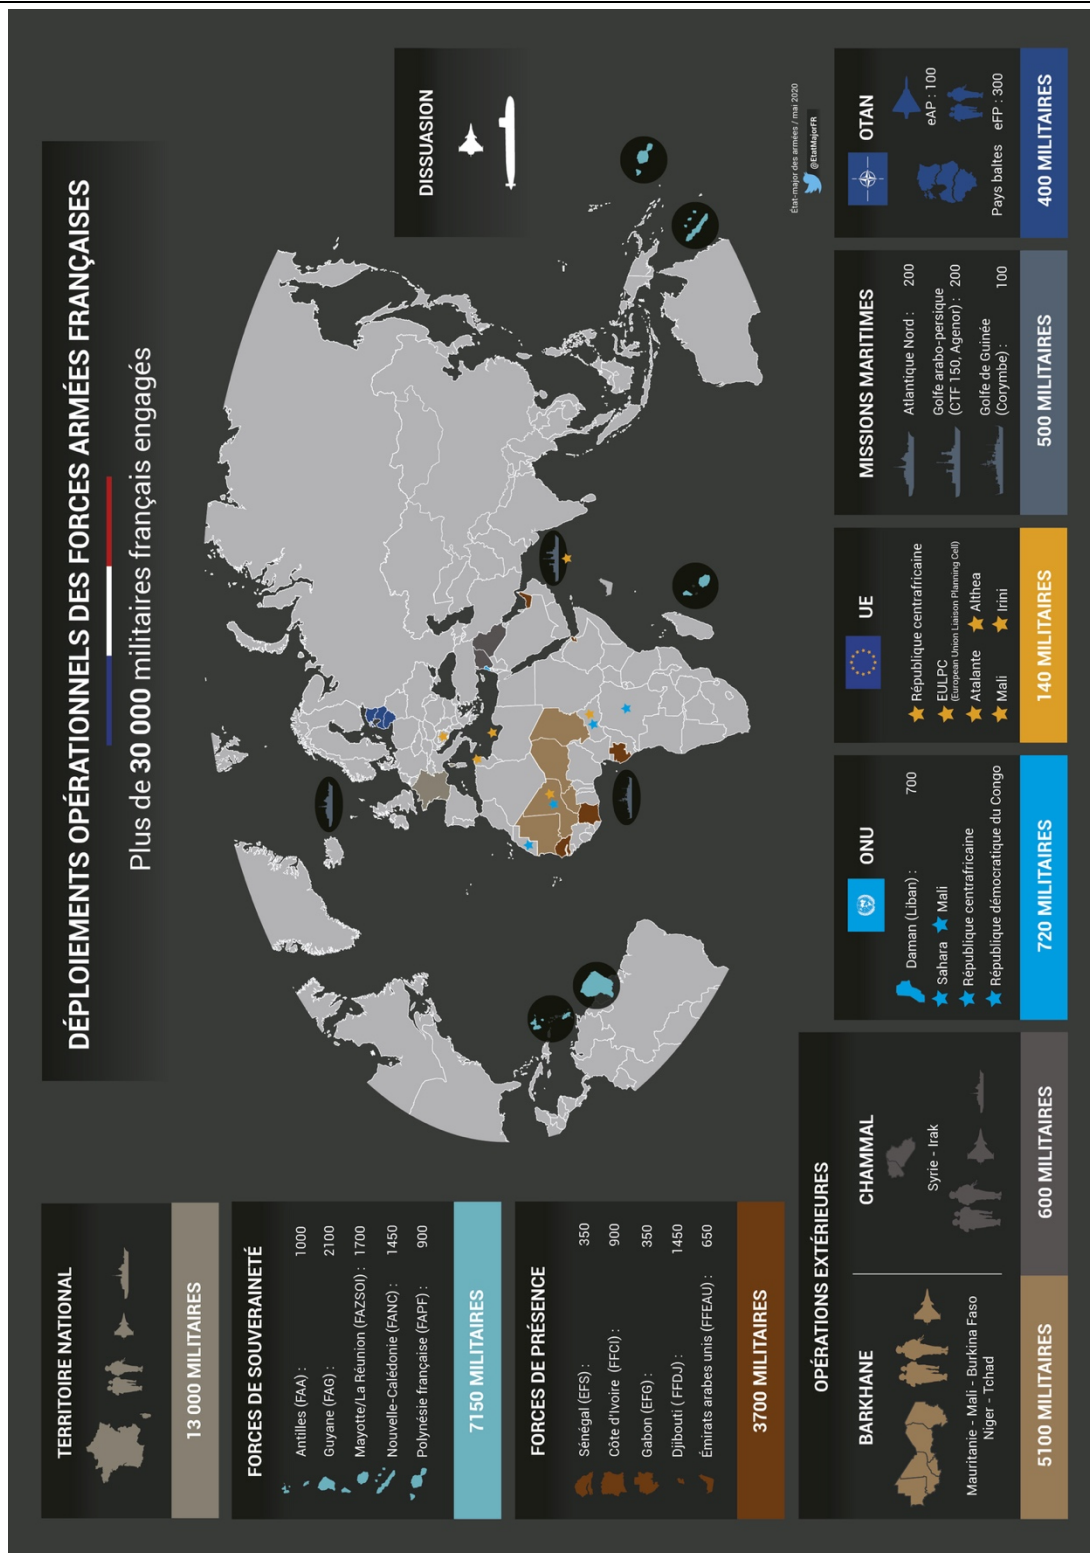 DÉPLOIEMENTS OPÉRATIONNELS DES FORCES ARMÉES FRANÇAISES
Plus de 30 000 militaires français engagés
TERRITOIRE NATIONAL
13 000 MILITAIRES
FORCES DE SOUVERAINETÉ
Antilles (FAA) : 1000
Guyane (FAG) : 2100
Mayotte/La Réunion (FAZSOI) : 1700
Nouvelle-Calédonie (FANC) : 1450
Polynésie française (FAPF) : 900
7150 MILITAIRES
FORCES DE PRÉSENCE
Sénégal (EFS) : 350
Côte d'Ivoire (FFCI) : 900
Gabon (EFG) : 350
Djibouti ( FFDJ) : 1450
Émirats arabes unis (FFEAU) : 650
3700 MILITAIRES
DISSUASION
État-major des armées / mai 2020
@EtatMajorFR
OPÉRATIONS EXTÉRIEURES
BARKHANE
Mauritanie - Mali - Burkina Faso
Niger - Tchad
5100 MILITAIRES
CHAMMAL
Syrie - Irak
600 MILITAIRES
ONU
Daman (Liban) : 700
Sahara Mali
République centrafricaine
République démocratique du Congo
720 MILITAIRES
UE
République centrafricaine
EULPC
(European Union Liaison Planning Cell)
Atalante Althea
Mali Irini
140 MILITAIRES
MISSIONS MARITIMES
Atlantique Nord : 200
Golfe arabo-persique
(CTF 150, Agenor) : 200
Golfe de Guinée
(Corymbe) : 100
500 MILITAIRES
OTAN
eAP : 100
Pays baltes eFP : 300
400 MILITAIRES